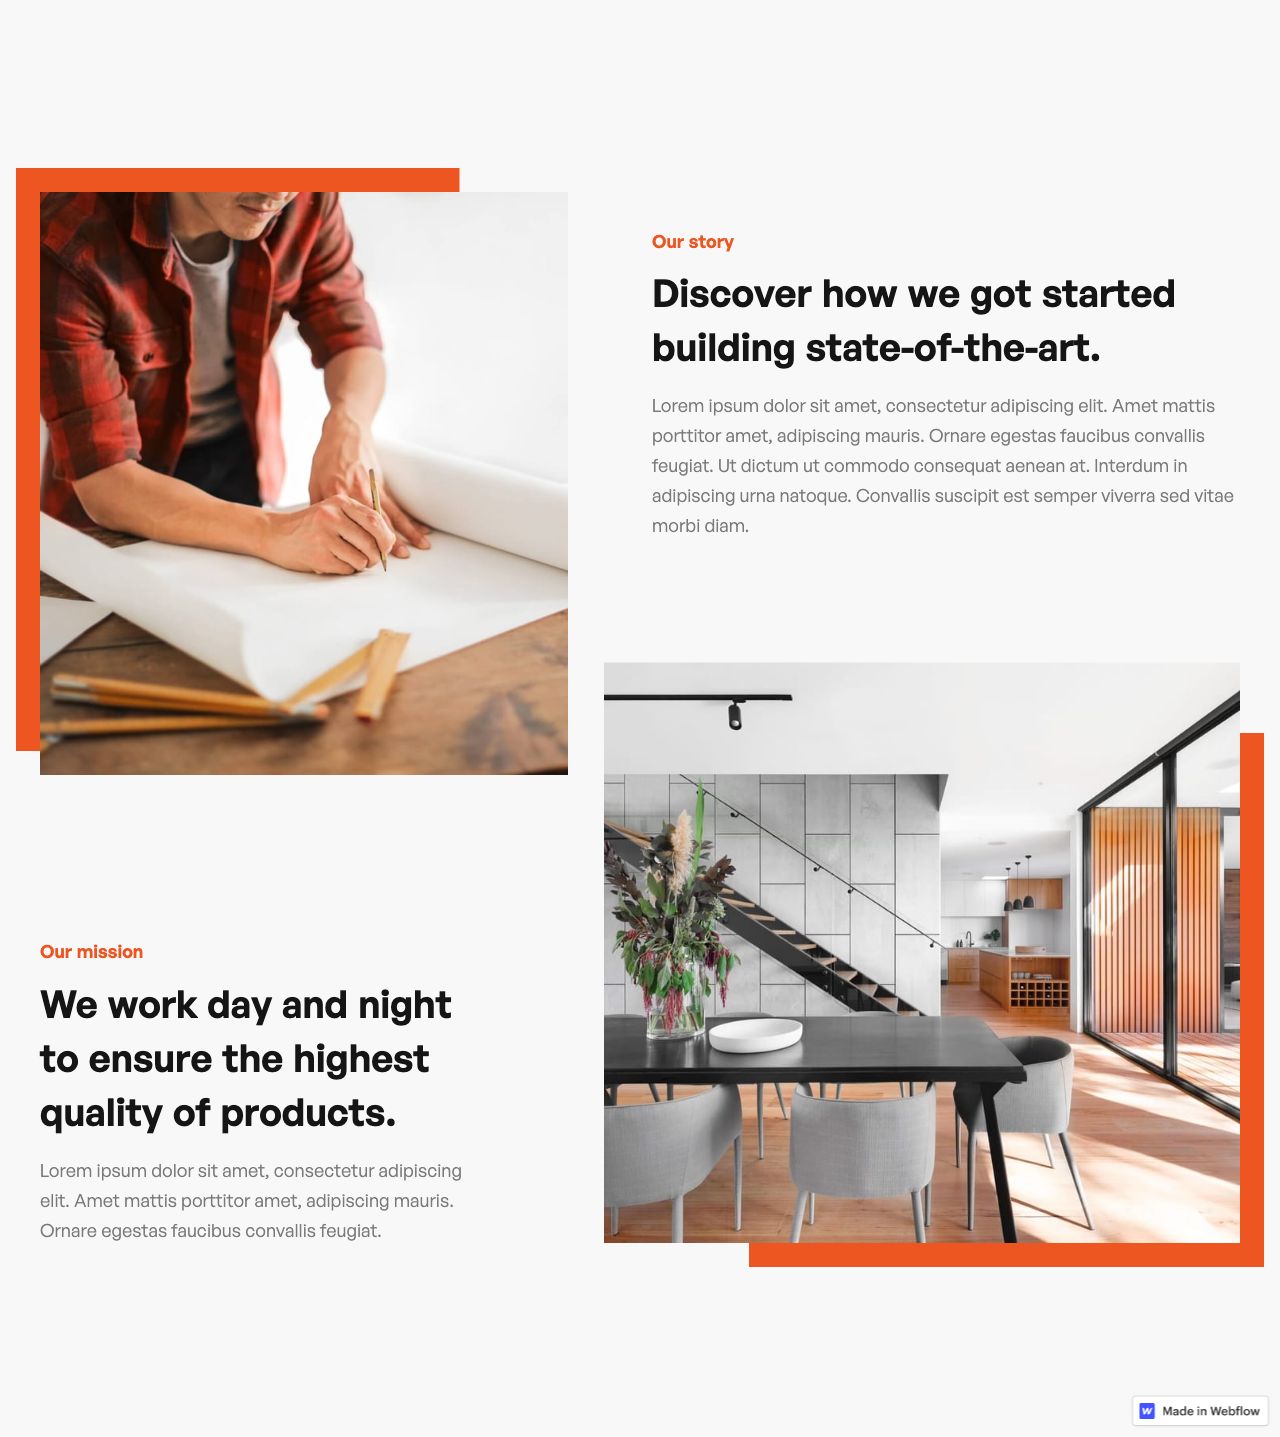 Our story
Discover how we got started
building state-of-the-art.
Lorem ipsum dolor sit amet, consectetur adipiscing elit. Amet mattis
porttitor amet, adipiscing mauris. Ornare egestas faucibus convallis
feugiat. Ut dictum ut commodo consequat aenean at. Interdum in
adipiscing urna natoque. Convallis suscipit est semper viverra sed vitae
morbi diam.
Our mission
We work day and night
to ensure the highest
quality of products.
Lorem ipsum dolor sit amet, consectetur adipiscing
elit. Amet mattis porttitor amet, adipiscing mauris.
Ornare egestas faucibus convallis feugiat.
Made in Webflow